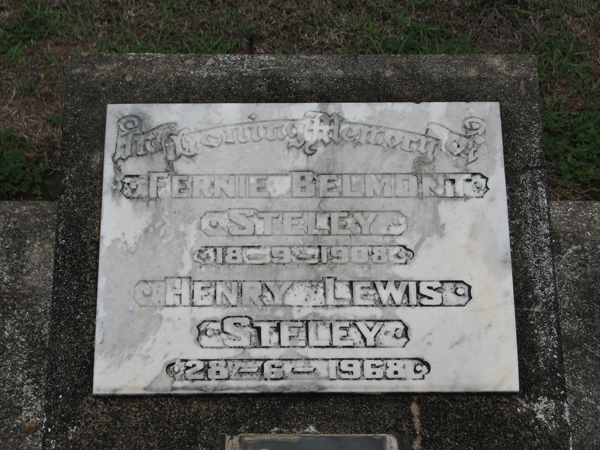 In Loving Memory of
FERNIE BELMONT
STELEY
18-9-1908
HENRY LEWIS
STELEY
28-6-1968